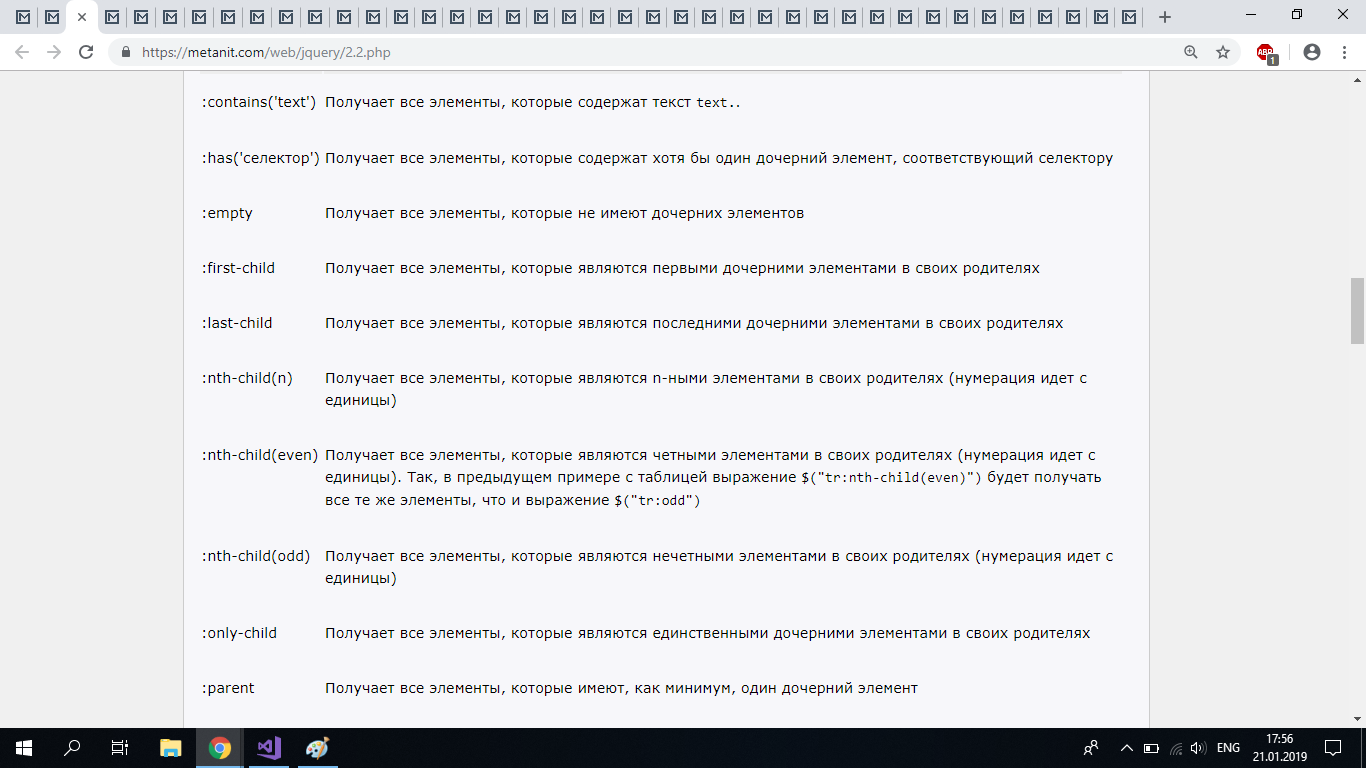 https://metanit.com/web/jquery/2.2.php
ABP
1
:contains('text') Получает все элементы, которые содержат текст text..
:has('селектор') Получает все элементы, которые содержат хотя бы один дочерний элемент, соответствующий селектору
:empty Получает все элементы, которые не имеют дочерних элементов
:first-child Получает все элементы, которые являются первыми дочерними элементами в своих родителях
:last-child Получает все элементы, которые являются последними дочерними элементами в своих родителях
:nth-child(n) Получает все элементы, которые являются n-ными элементами в своих родителях (нумерация идет с
единицы)
:nth-child(even) Получает все элементы, которые являются четными элементами в своих родителях (нумерация идет с
единицы). Так, в предыдущем примере с таблицей выражение $("tr:nth-child(even)") будет получать
все те же элементы, что и выражение $("tr:odd")
:nth-child(odd) Получает все элементы, которые являются нечетными элементами в своих родителях (нумерация идет с
единицы)
:only-child Получает все элементы, которые являются единственными дочерними элементами в своих родителях
:parent Получает все элементы, которые имеют, как минимум, один дочерний элемент
ENG
17:56
21.01.2019